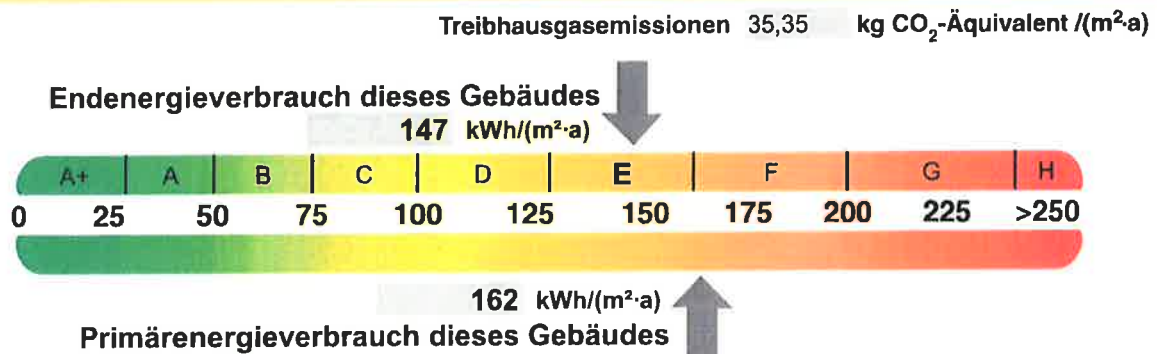 Treibhausgasemissionen 35,35 kg CO₂-Äquivalent /(m²·a)
Endenergieverbrauch dieses Gebäudes
147 kWh/(m²·a)
A+ A B C D E F G H
0 25 50 75 100 125 150 175 200 225 >250
162 kWh/(m²·a)
Primärenergieverbrauch dieses Gebäudes